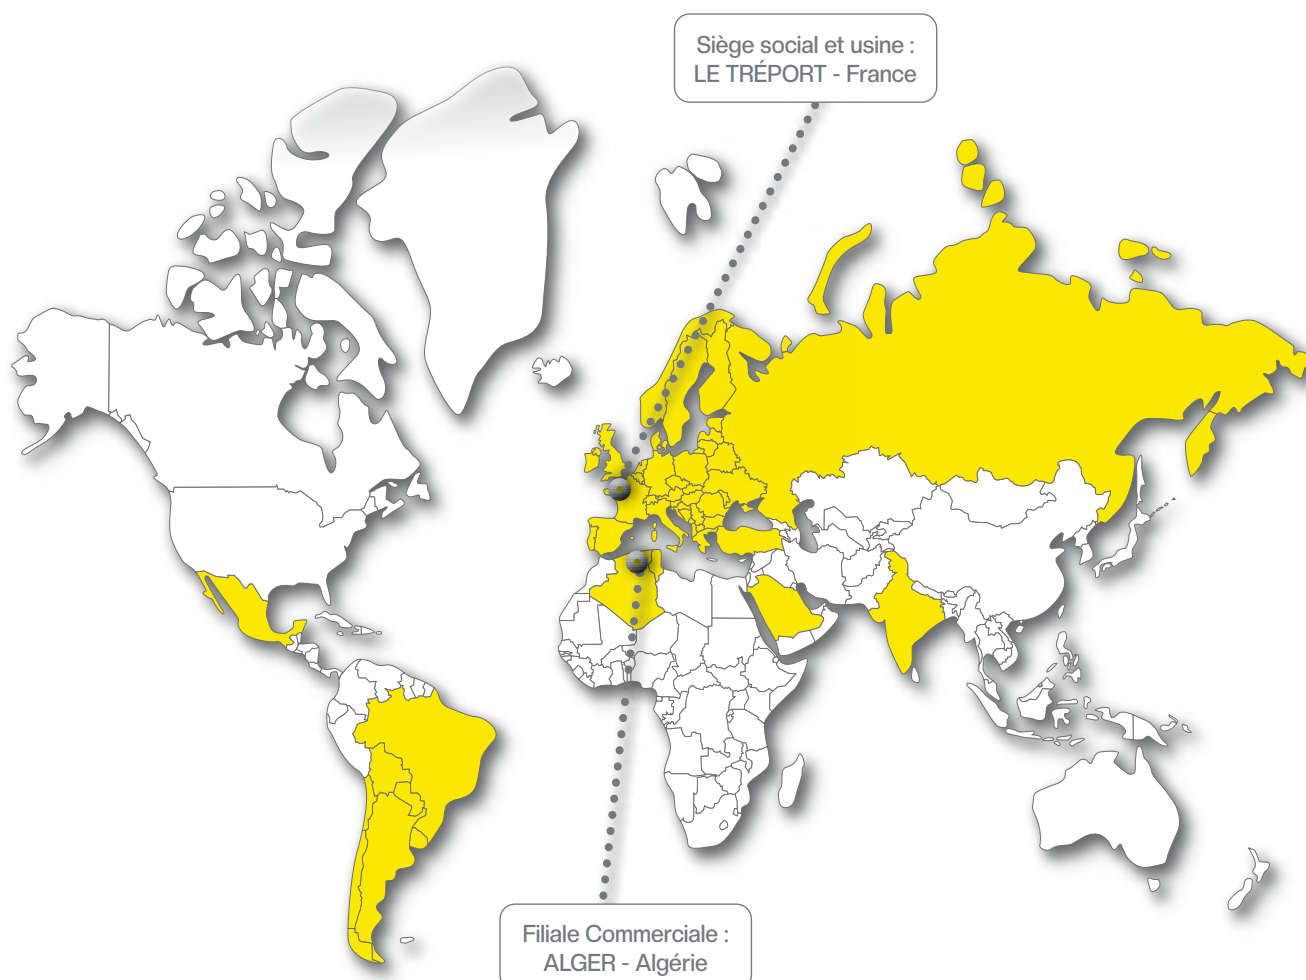 Siège social et usine :
LE TRÉPORT - France
Filiale Commerciale :
ALGER - Algérie